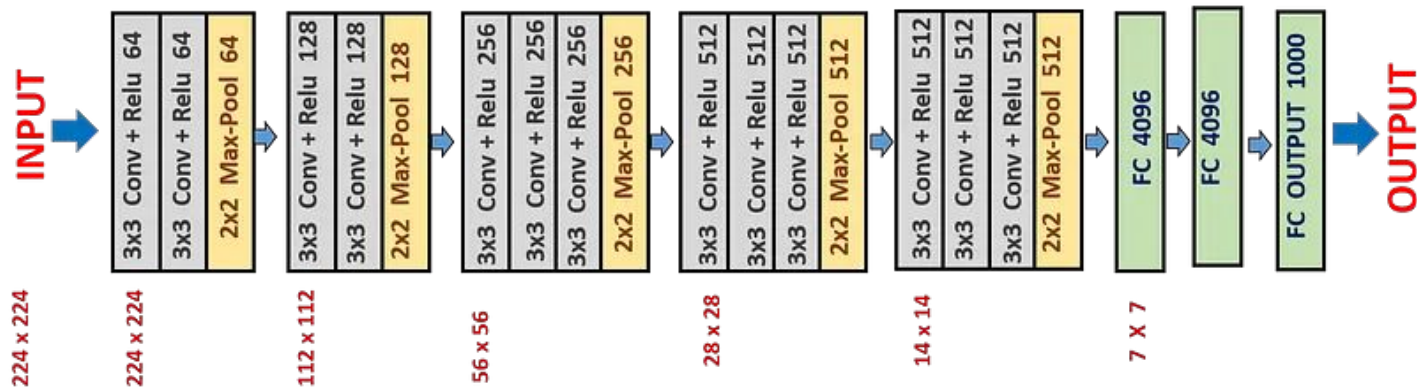 INPUT
224 x 224
3x3 Conv + Relu 64
3x3 Conv + Relu 64
2x2 Max-Pool 64
224 x 224
3x3 Conv + Relu 128
3x3 Conv + Relu 128
2x2 Max-Pool 128
112 x 112
3x3 Conv + Relu 256
3x3 Conv + Relu 256
3x3 Conv + Relu 256
2x2 Max-Pool 256
56 x 56
3x3 Conv + Relu 512
3x3 Conv + Relu 512
3x3 Conv + Relu 512
2x2 Max-Pool 512
28 x 28
3x3 Conv + Relu 512
3x3 Conv + Relu 512
3x3 Conv + Relu 512
2x2 Max-Pool 512
14 x 14
FC 4096
7 X 7
FC 4096
FC OUTPUT 1000
OUTPUT